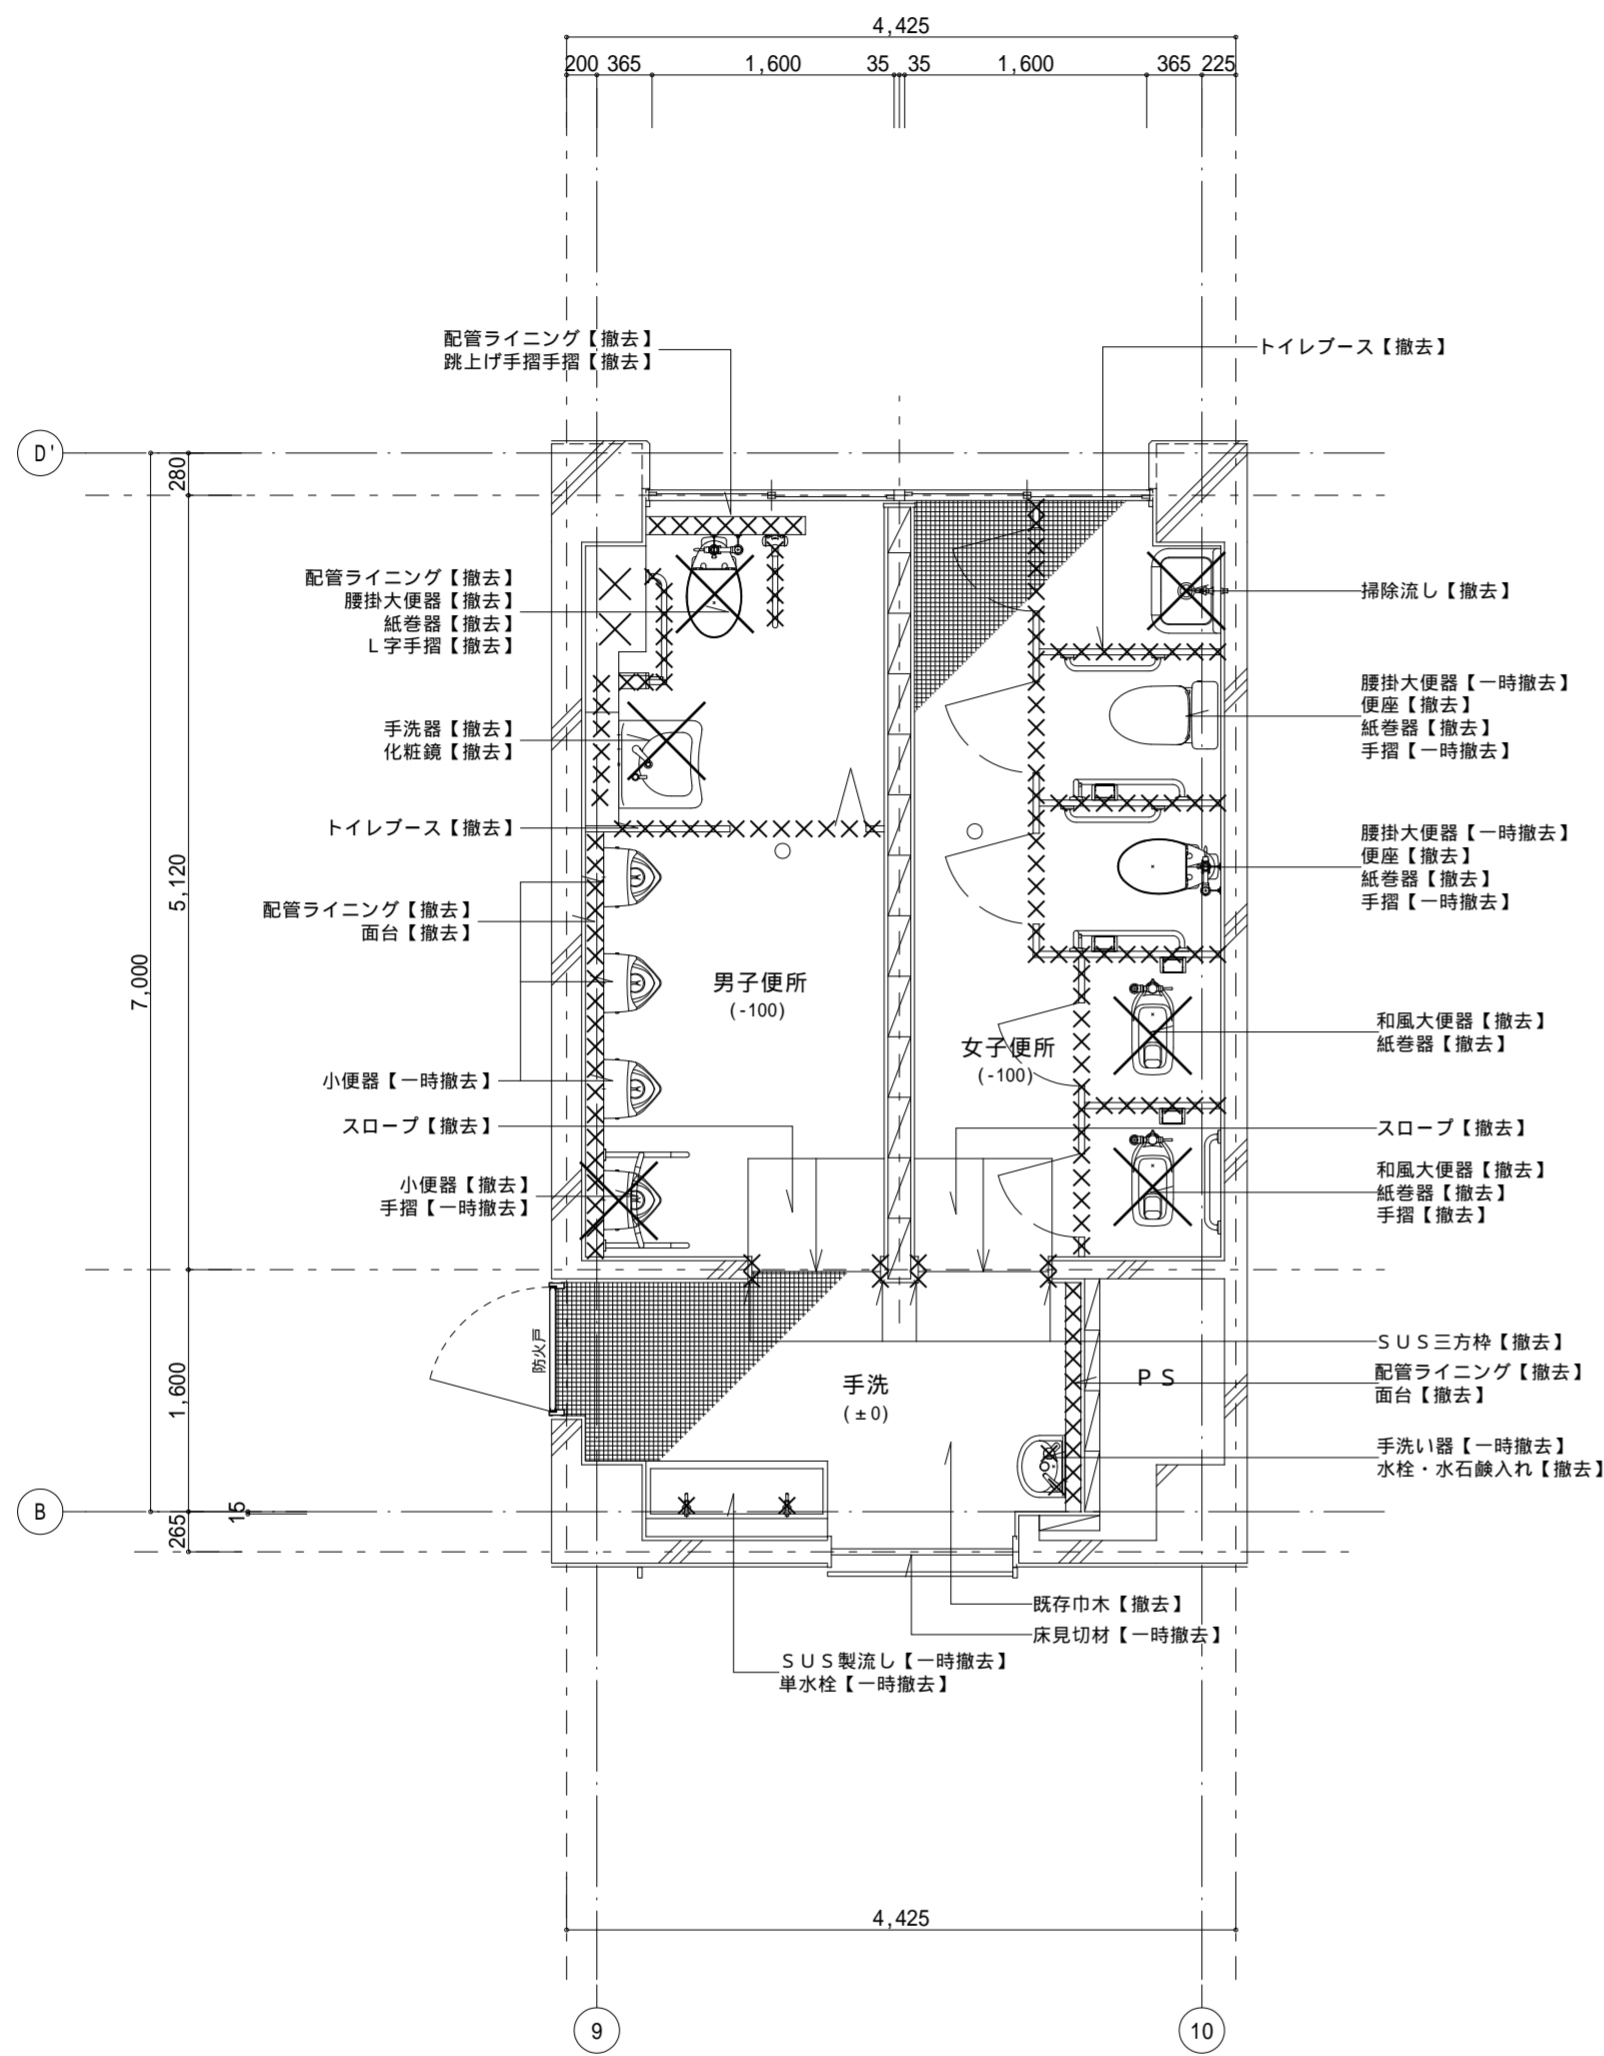 4,425
200 365 1,600 35 35 1,600 365 225
配管ライニング【撤去】
跳上げ手摺手摺【撤去】
トイレブース【撤去】
D'
280
配管ライニング【撤去】
腰掛大便器【撤去】
紙巻器【撤去】
L字手摺【撤去】
掃除流し【撤去】
腰掛大便器【一時撤去】
便座【撤去】
紙巻器【撤去】
手摺【一時撤去】
手洗器【撤去】
化粧鏡【撤去】
トイレブース【撤去】
腰掛大便器【一時撤去】
便座【撤去】
紙巻器【撤去】
手摺【一時撤去】
5,120
配管ライニング【撤去】
面台【撤去】
7,000
男子便所
(-100)
女子便所
(-100)
和風大便器【撤去】
紙巻器【撤去】
小便器【一時撤去】
スロープ【撤去】
スロープ【撤去】
小便器【撤去】
手摺【一時撤去】
和風大便器【撤去】
紙巻器【撤去】
手摺【撤去】
防火戸
1,600
手洗
(±0)
PS
SUS三方枠【撤去】
配管ライニング【撤去】
面台【撤去】
手洗い器【一時撤去】
水栓・水石鹸入れ【撤去】
B
15
265
既存巾木【撤去】
床見切材【一時撤去】
SUS製流し【一時撤去】
単水栓【一時撤去】
4,425
9
10